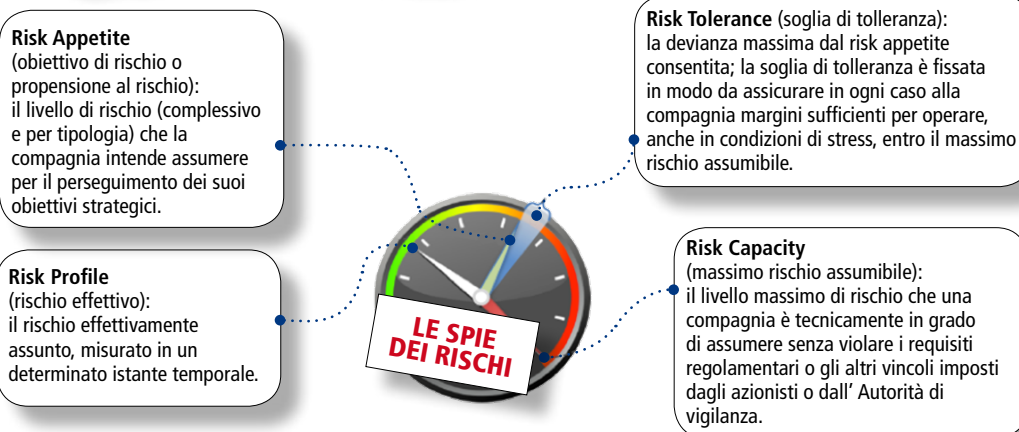 Risk Appetite
(obiettivo di rischio o
propensione al rischio):
il livello di rischio (complessivo
e per tipologia) che la
compagnia intende assumere
per il perseguimento dei suoi
obiettivi strategici.
Risk Tolerance (soglia di tolleranza):
la devianza massima dal risk appetite
consentita; la soglia di tolleranza è fissata
in modo da assicurare in ogni caso alla
compagnia margini sufficienti per operare,
anche in condizioni di stress, entro il massimo
rischio assumibile.
Risk Profile
(rischio effettivo):
il rischio effettivamente
assunto, misurato in un
determinato istante temporale.
LE SPIE
DEI RISCHI
Risk Capacity
(massimo rischio assumibile):
il livello massimo di rischio che una
compagnia è tecnicamente in grado
di assumere senza violare i requisiti
regolamentari o gli altri vincoli imposti
dagli azionisti o dall' Autorità di
vigilanza.